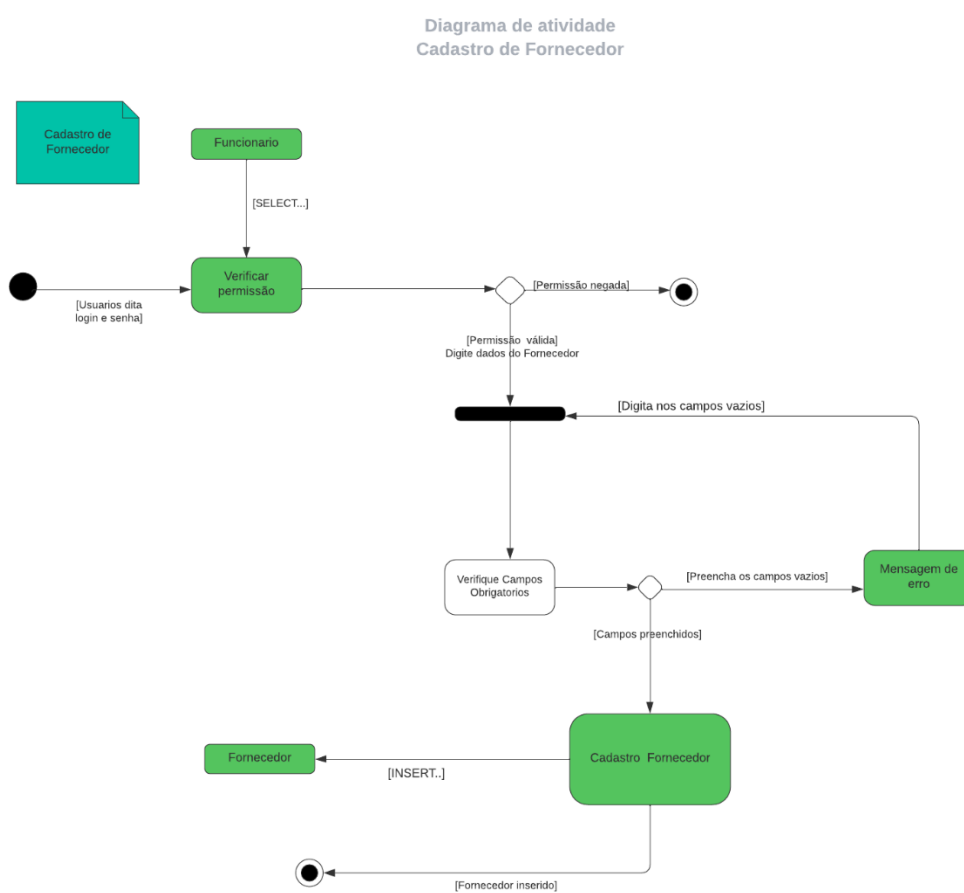 Diagrama de atividade
Cadastro de Fornecedor
Cadastro de
Fornecedor
Funcionario
[SELECT...]
Verificar
permissão
[Usuarios dita
login e senha]
[Permissão negada]
[Permissão válida]
Digite dados do Fornecedor
[Digita nos campos vazios]
Verifique Campos
Obrigatorios
[Preencha os campos vazios]
Mensagem de
erro
[Campos preenchidos]
Cadastro Fornecedor
Fornecedor
[INSERT..]
[Fornecedor inserido]